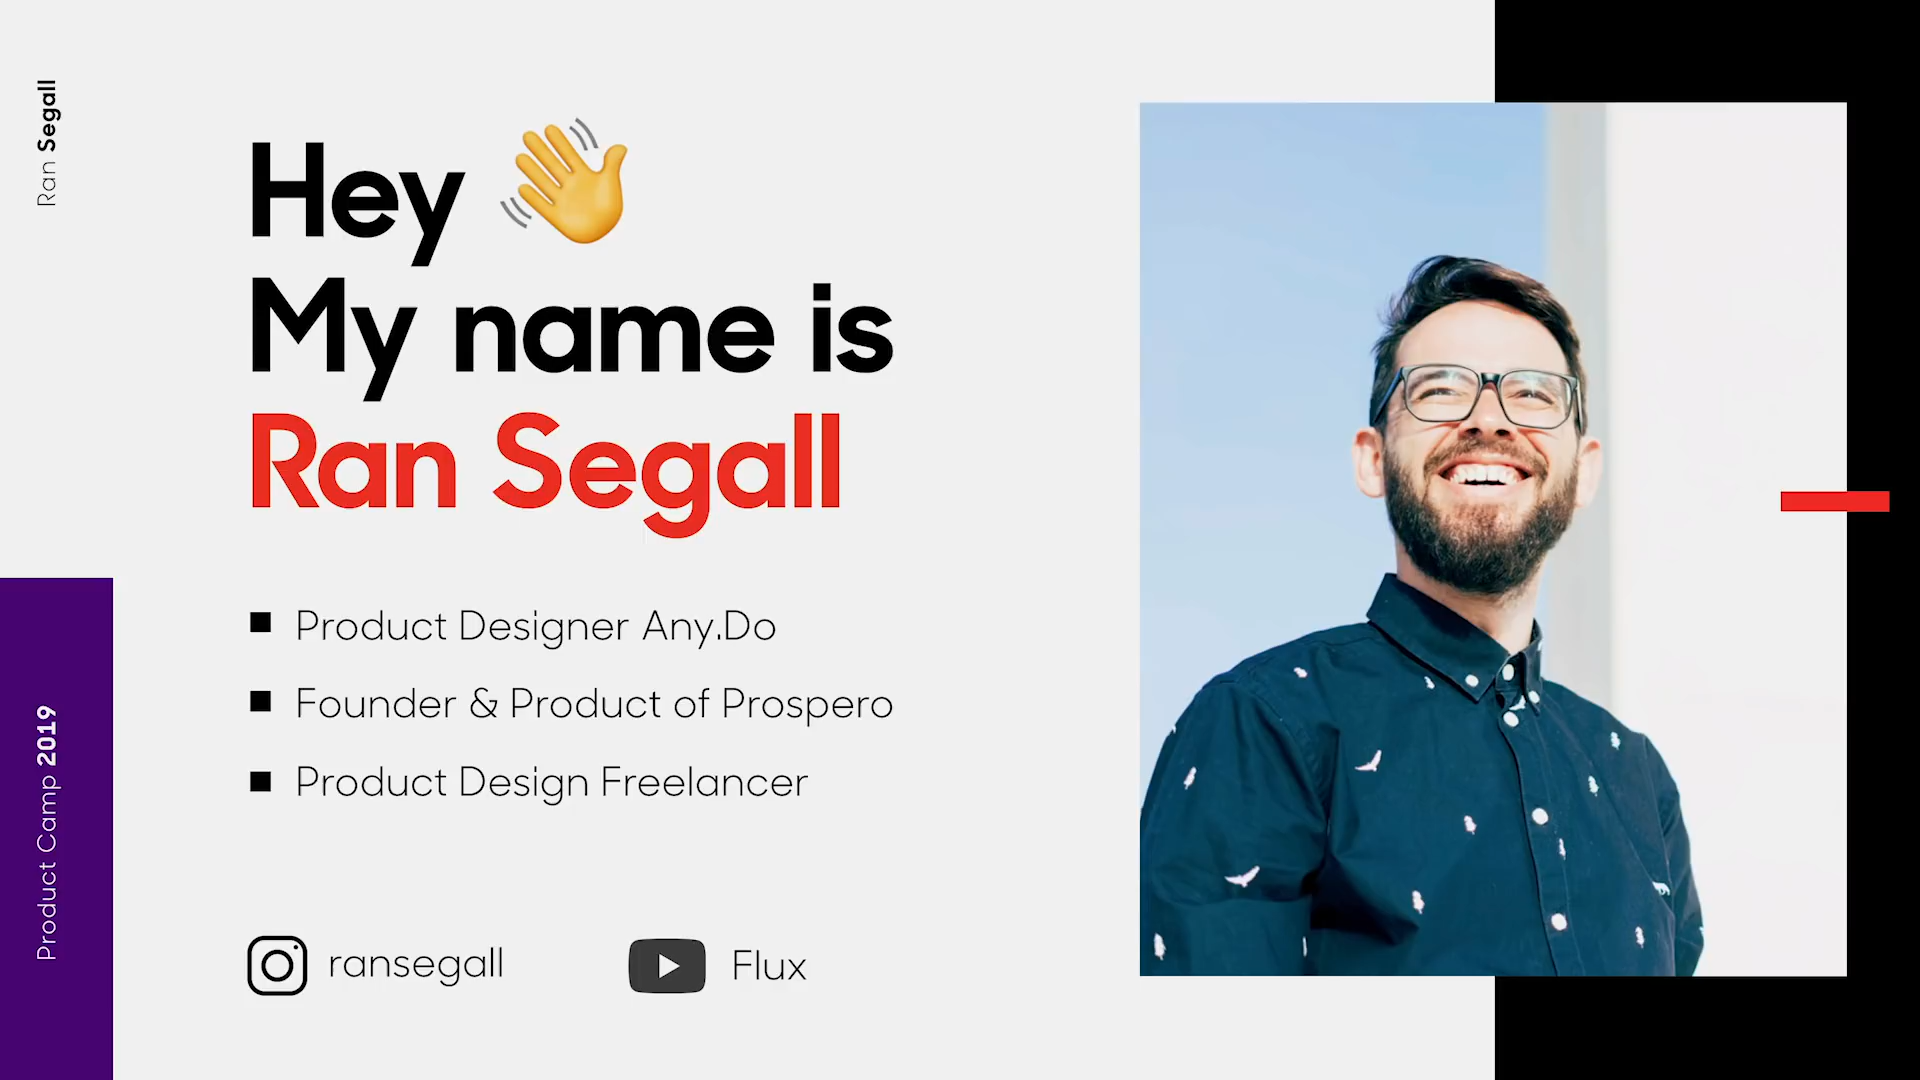 Ran Segall
Hey 👋
My name is
Ran Segall
Product Designer Any.Do
Founder & Product of Prospero
Product Design Freelancer
ransegall
Flux
Product Camp 2019